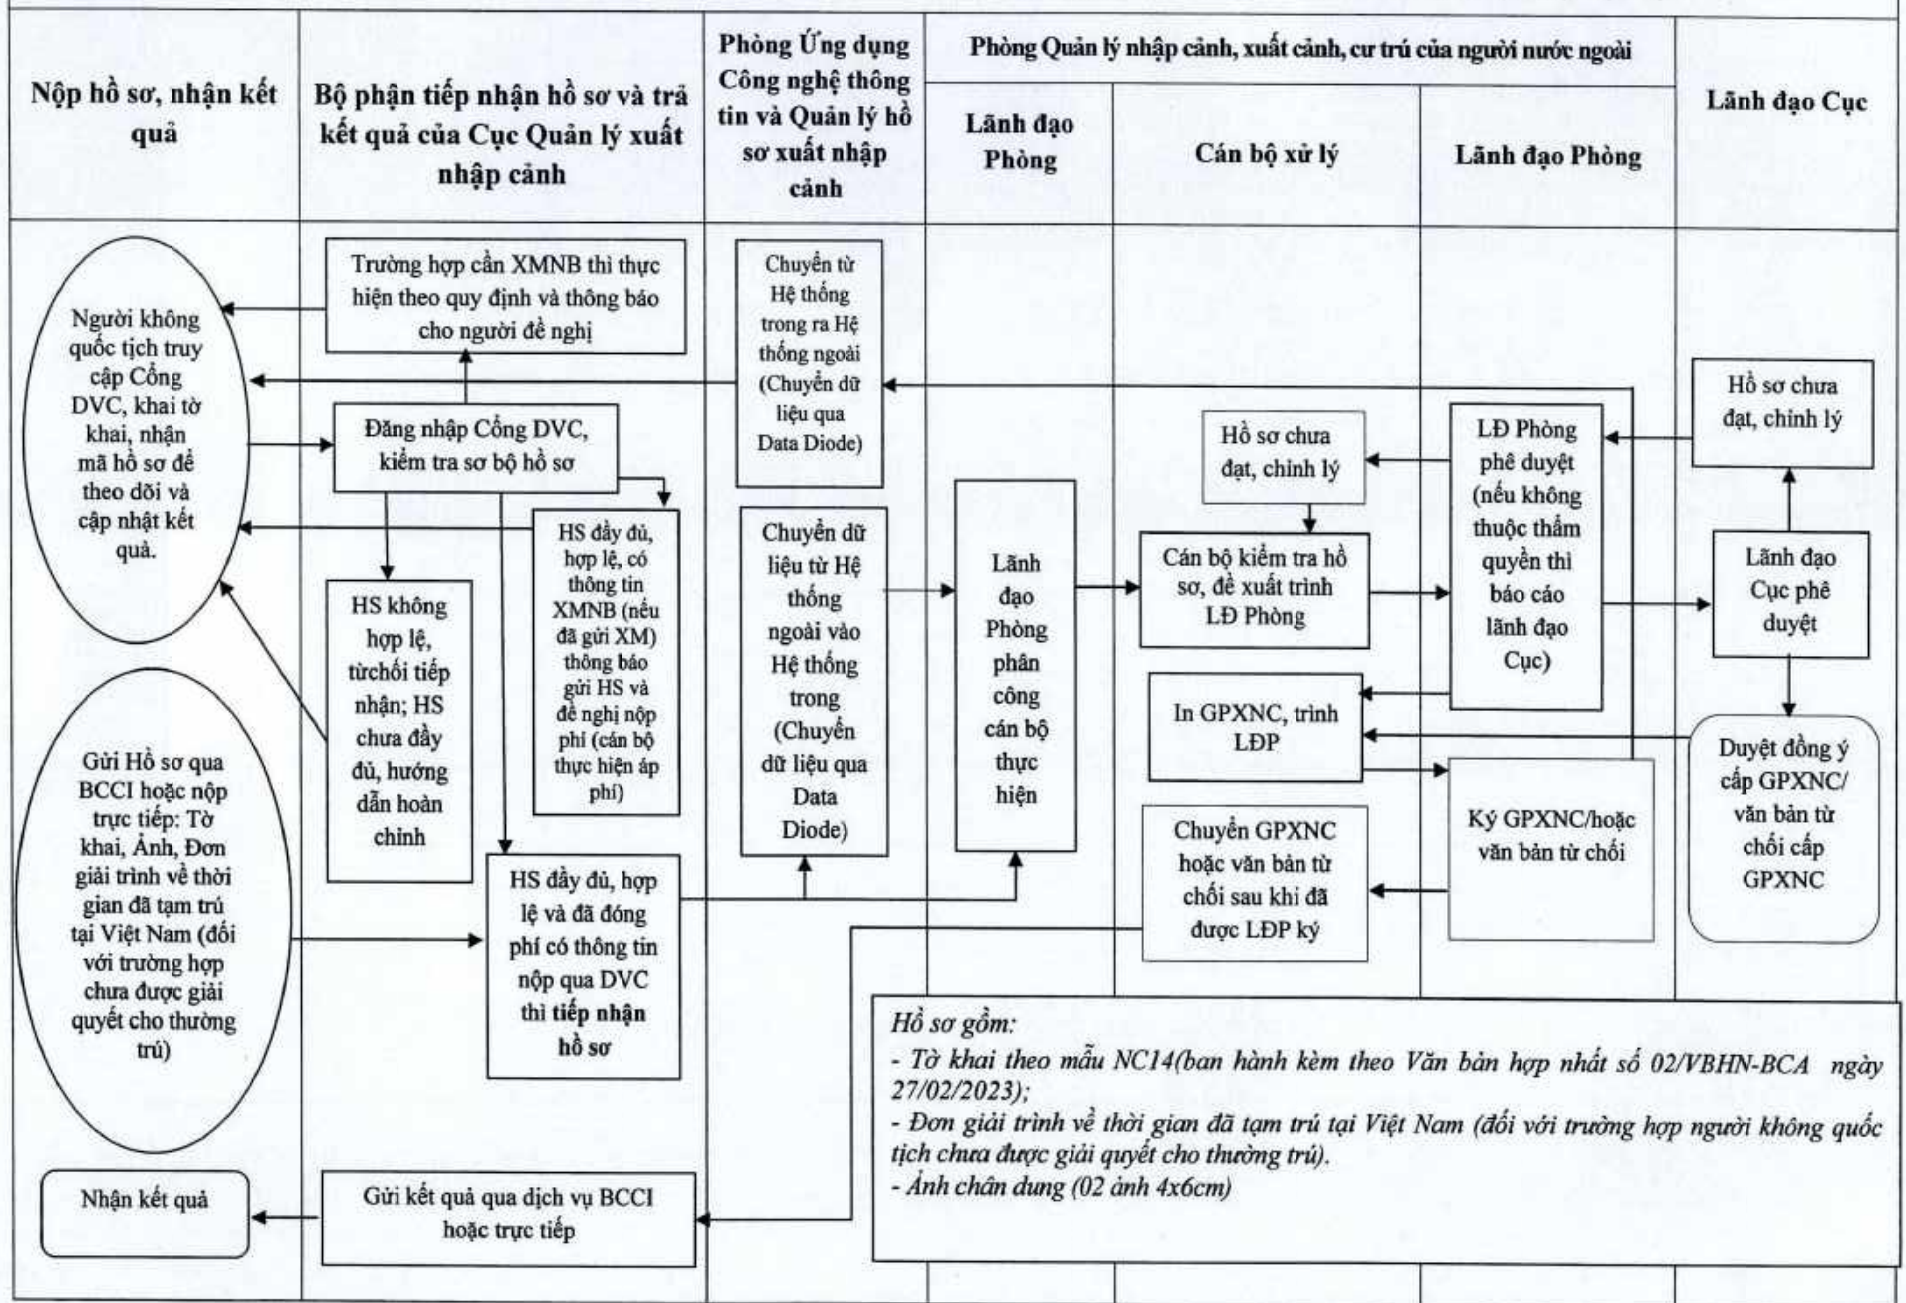 Nộp hồ sơ, nhận kết
quả
Bộ phận tiếp nhận hồ sơ và trả
kết quả của Cục Quản lý xuất
nhập cảnh
Phòng Ứng dụng
Công nghệ thông
tin và Quản lý hồ
sơ xuất nhập
cảnh
Phòng Quản lý nhập cảnh, xuất cảnh, cư trú của người nước ngoài
Lãnh đạo
Phòng
Cán bộ xử lý
Lãnh đạo Phòng
Lãnh đạo Cục
Người không
quốc tịch truy
cập Cổng
DVC, khai tờ
khai, nhận
mã hồ sơ để
theo dõi và
cập nhật kết
quả.
Trường hợp cần XMNB thì thực
hiện theo quy định và thông báo
cho người đề nghị
Đăng nhập Cổng DVC,
kiểm tra sơ bộ hồ sơ
HS không
hợp lệ,
từchối tiếp
nhận; HS
chưa đầy
đủ, hướng
dẫn hoàn
chỉnh
HS đầy đủ,
hợp lệ, có
thông tin
XMNB (nếu
đã gửi XM)
thông báo
gửi HS và
đề nghị nộp
phí (cán bộ
thực hiện áp
phí)
Gửi Hồ sơ qua
BCCI hoặc nộp
trực tiếp: Tờ
khai, Ảnh, Đơn
giải trình về thời
gian đã tạm trú
tại Việt Nam (đối
với trường hợp
chưa được giải
quyết cho thường
trú)
HS đầy đủ, hợp
lệ và đã đóng
phí có thông tin
nộp qua DVC
thì tiếp nhận
hồ sơ
Chuyển từ
Hệ thống
trong ra Hệ
thống ngoài
(Chuyển dữ
liệu qua
Data Diode)
Chuyển dữ
liệu từ Hệ
thống
ngoài vào
Hệ thống
trong
(Chuyển
dữ liệu qua
Data
Diode)
Lãnh
đạo
Phòng
phân
công
cán bộ
thực
hiện
Hồ sơ chưa
đạt, chỉnh lý
Cán bộ kiểm tra hồ
sơ, đề xuất trình
LĐ Phòng
In GPXNC, trình
LĐP
Chuyển GPXNC
hoặc văn bản từ
chối sau khi đã
được LĐP ký
LĐ Phòng
phê duyệt
(nếu không
thuộc thẩm
quyền thì
báo cáo
lãnh đạo
Cục)
Ký GPXNC/hoặc
văn bản từ chối
Hồ sơ chưa
đạt, chỉnh lý
Lãnh đạo
Cục phê
duyệt
Duyệt đồng ý
cấp GPXNC/
văn bản từ
chối cấp
GPXNC
Hồ sơ gồm:
- Tờ khai theo mẫu NC14(ban hành kèm theo Văn bản hợp nhất số 02/VBHN-BCA ngày
27/02/2023);
- Đơn giải trình về thời gian đã tạm trú tại Việt Nam (đối với trường hợp người không quốc
tịch chưa được giải quyết cho thường trú).
- Ảnh chân dung (02 ảnh 4x6cm)
Nhận kết quả
Gửi kết quả qua dịch vụ BCCI
hoặc trực tiếp